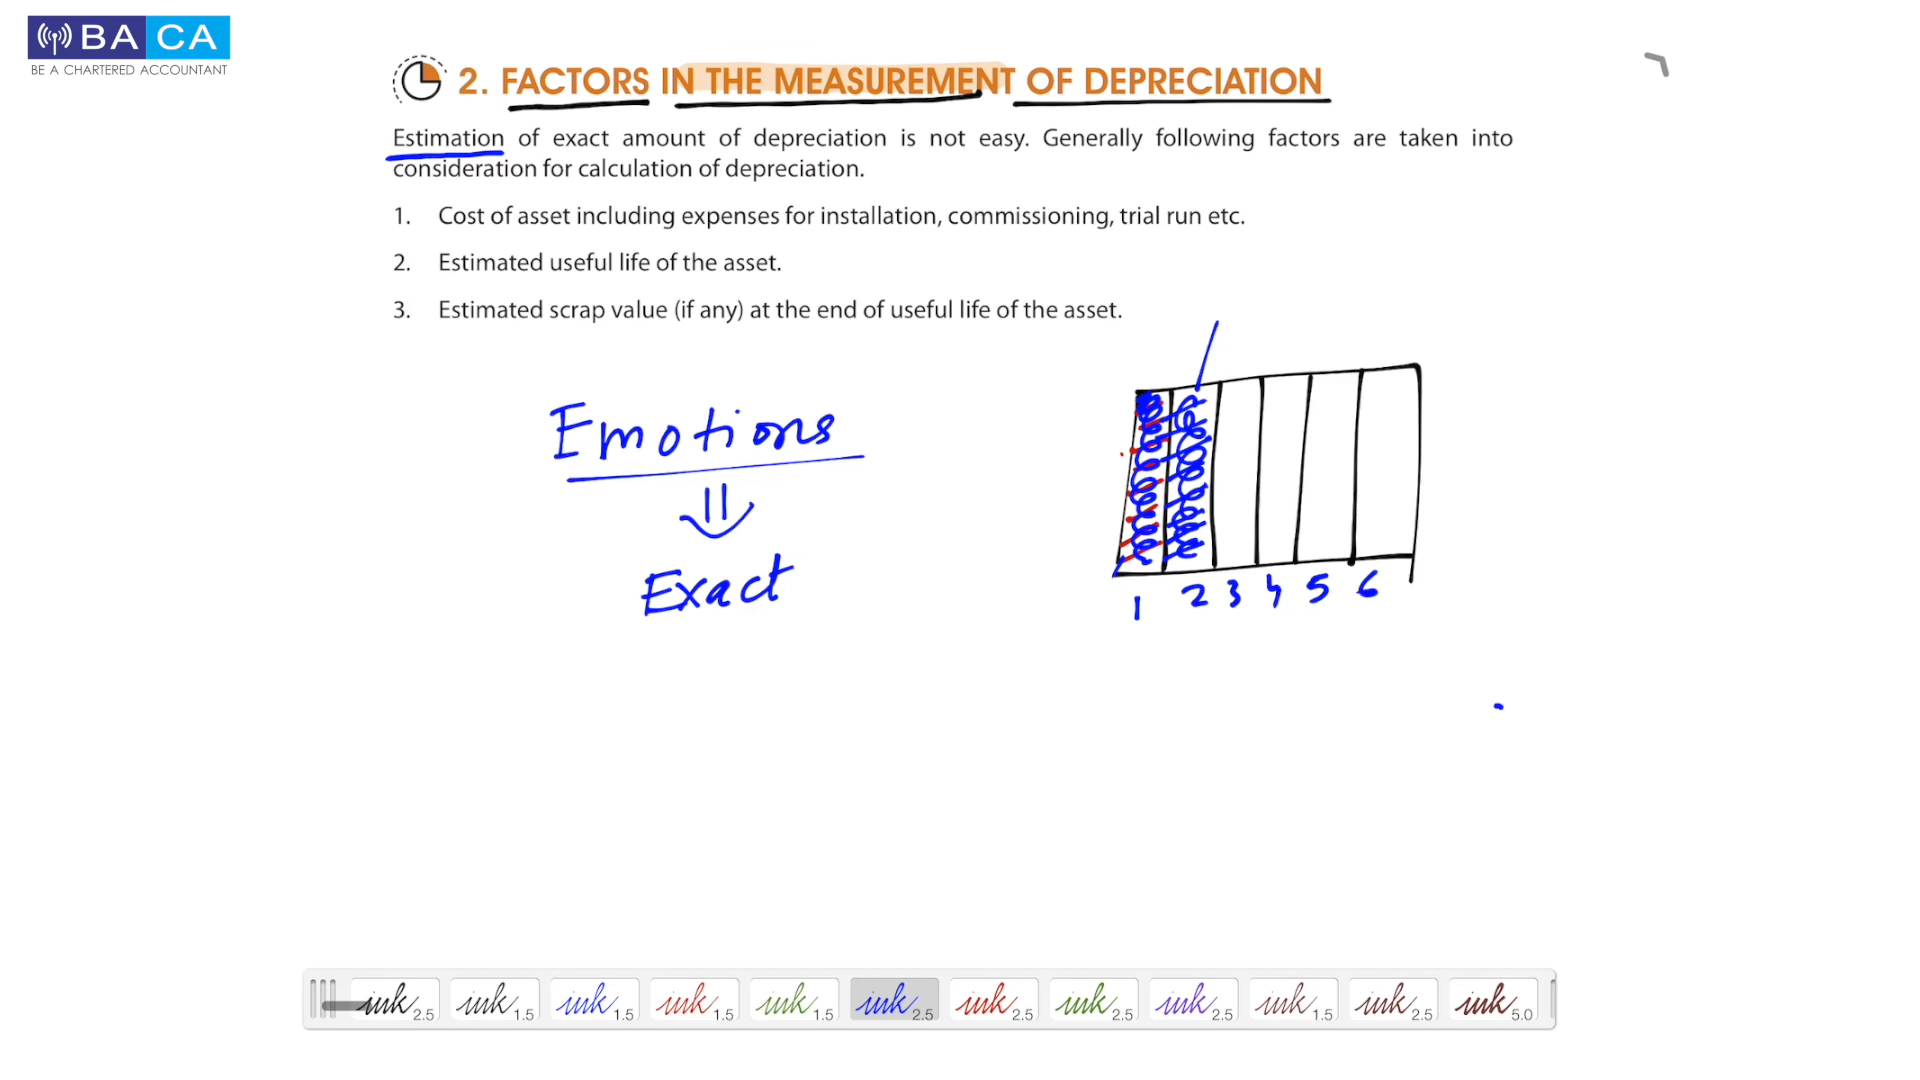 BA CA
BE A CHARTERED ACCOUNTANT
2. FACTORS IN THE MEASUREMENT OF DEPRECIATION
Estimation of exact amount of depreciation is not easy. Generally following factors are taken into
consideration for calculation of depreciation.
1. Cost of asset including expenses for installation, commissioning, trial run etc.
2. Estimated useful life of the asset.
3. Estimated scrap value (if any) at the end of useful life of the asset.
Emotions
Exact
1 2 3 4 5 6
ink 2.5 ink 1.5 ink 1.5 ink 1.5 ink 1.5 ink 2.5 ink 2.5 ink 2.5 ink 2.5 ink 1.5 ink 2.5 ink 5.0